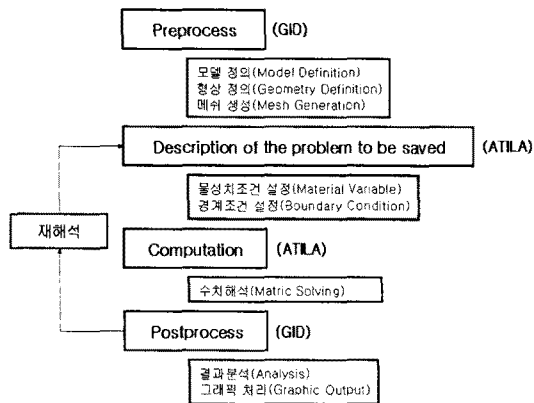 Preprocess (GID)
모델 정의(Model Definition)
형상 정의(Geometry Definition)
메쉬 생성(Mesh Generation)
Description of the problem to be saved (ATILA)
물성치조건 설정(Material Variable)
경계조건 설정(Boundary Condition)
재해석
Computation (ATILA)
수치해석(Matric Solving)
Postprocess (GID)
결과분석(Analysis)
그래픽 처리(Graphic Output)